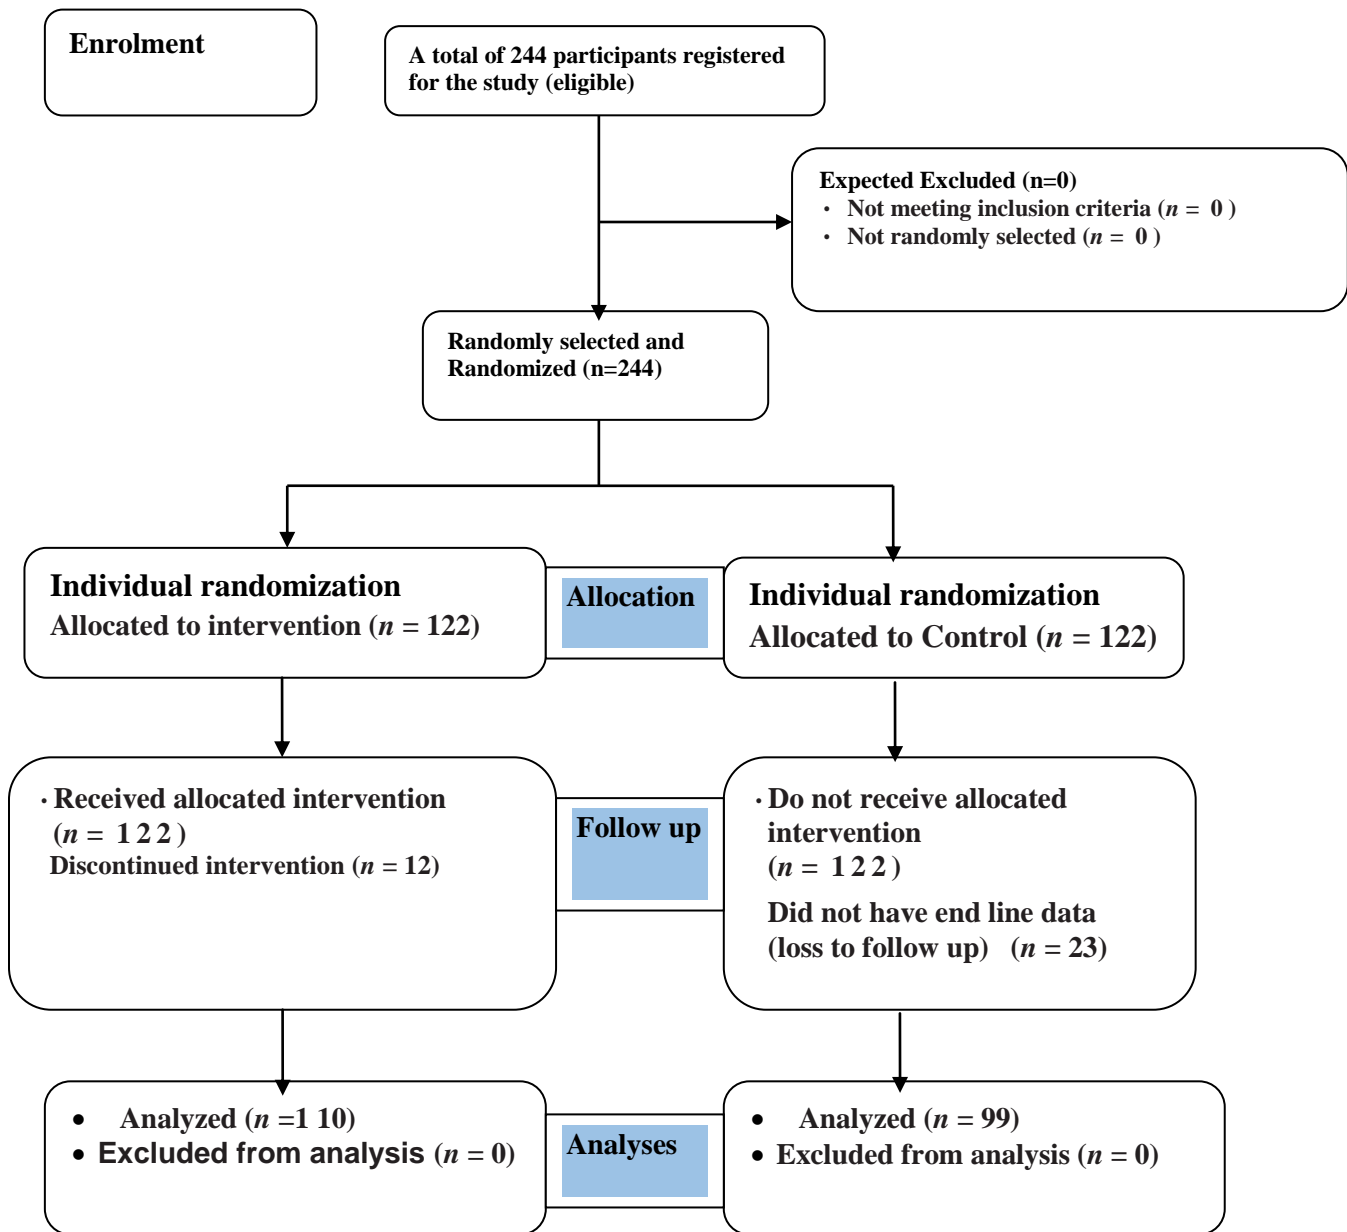 Enrolment
A total of 244 participants registered
for the study (eligible)
Expected Excluded (n=0)
· Not meeting inclusion criteria (n = 0 )
· Not randomly selected (n = 0 )
Randomly selected and
Randomized (n=244)
Individual randomization
Allocated to intervention (n = 122)
Allocation
Individual randomization
Allocated to Control (n = 122)
· Received allocated intervention
(n = 1 2 2 )
Discontinued intervention (n = 12)
Follow up
· Do not receive allocated
intervention
(n = 1 2 2 )
Did not have end line data
(loss to follow up) (n = 23)
• Analyzed (n =1 10)
• Excluded from analysis (n = 0)
Analyses
• Analyzed (n = 99)
• Excluded from analysis (n = 0)